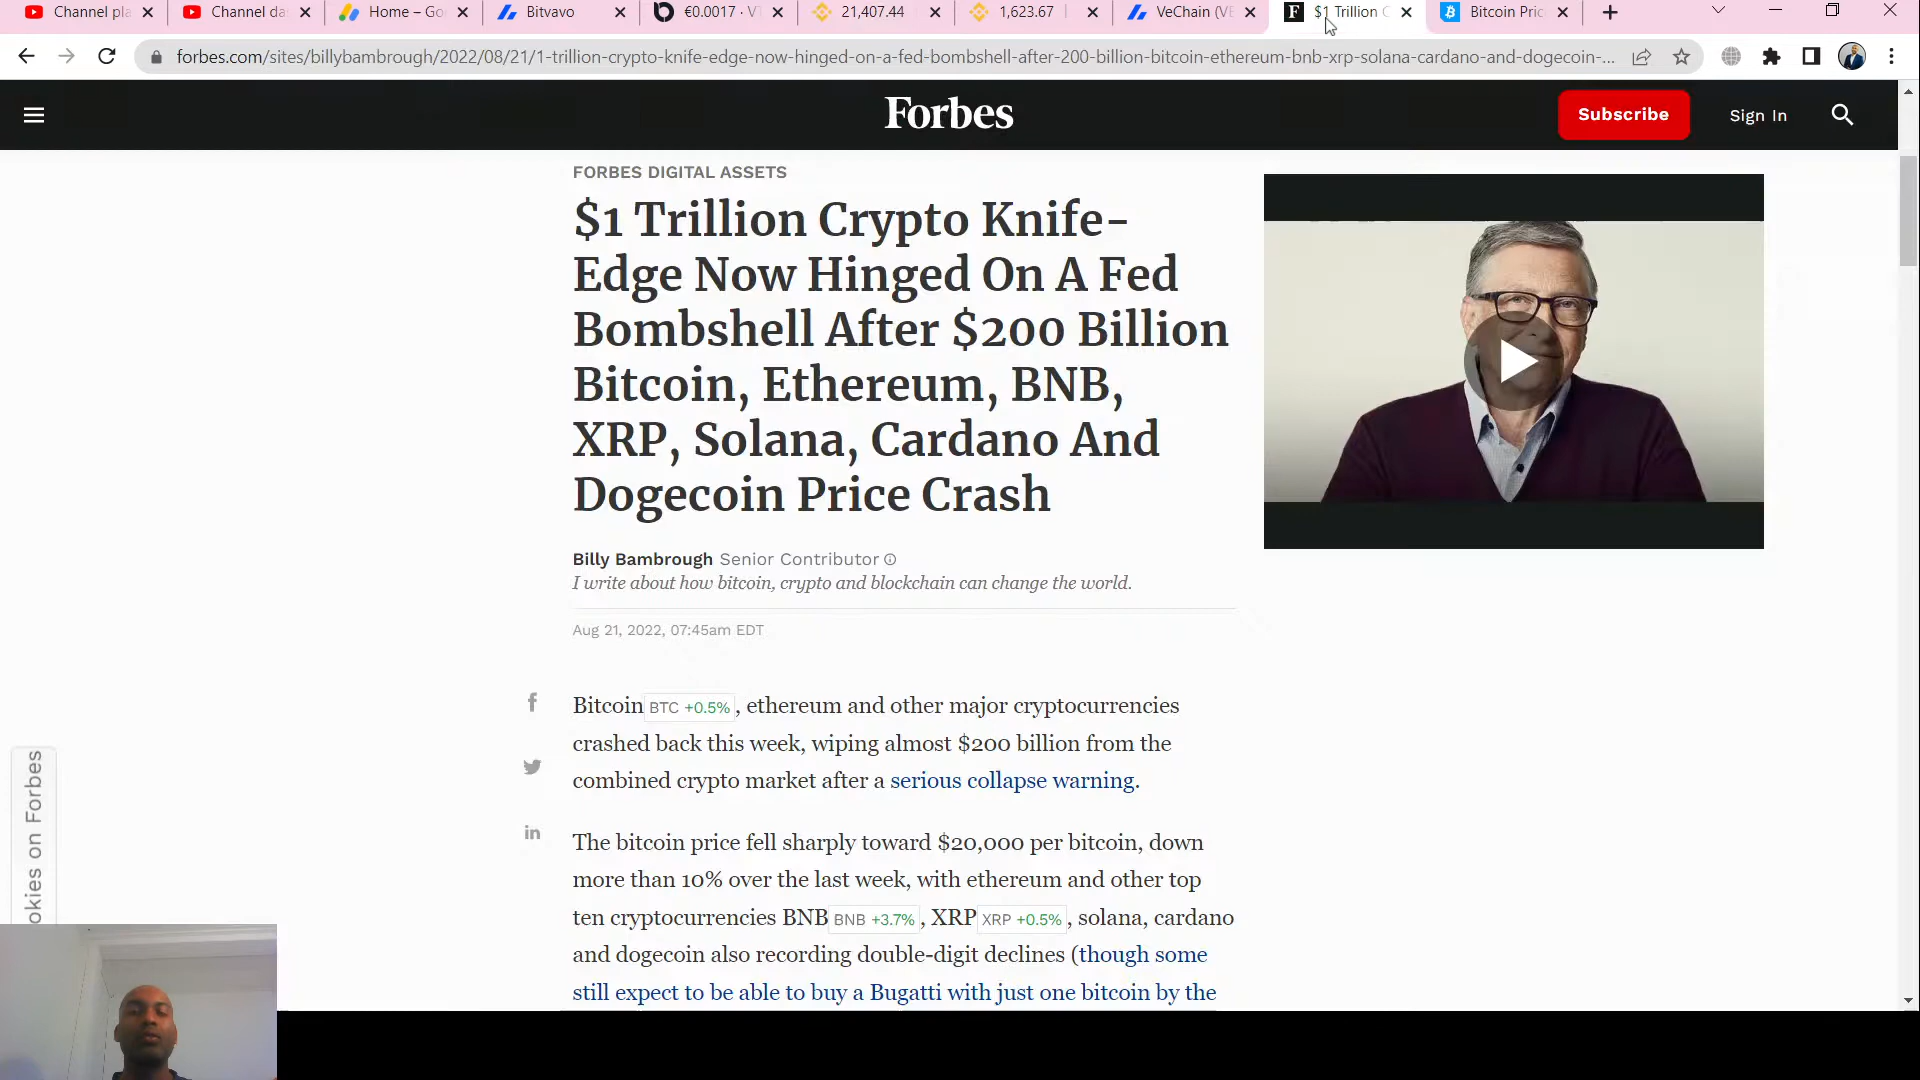 Channel pla
Channel da
Home – Go
Bitvavo
€0.0017 · V
21,407.44
1,623.67
VeChain (VE
$1 Trillion C
Bitcoin Pric
forbes.com/sites/billybambrough/2022/08/21/1-trillion-crypto-knife-edge-now-hinged-on-a-fed-bombshell-after-200-billion-bitcoin-ethereum-bnb-xrp-solana-cardano-and-dogecoin-...
Forbes
Subscribe
Sign In
FORBES DIGITAL ASSETS
$1 Trillion Crypto Knife-
Edge Now Hinged On A Fed
Bombshell After $200 Billion
Bitcoin, Ethereum, BNB,
XRP, Solana, Cardano And
Dogecoin Price Crash
Billy Bambrough Senior Contributor
I write about how bitcoin, crypto and blockchain can change the world.
Aug 21, 2022, 07:45am EDT
Bitcoin BTC +0.5% , ethereum and other major cryptocurrencies
crashed back this week, wiping almost $200 billion from the
combined crypto market after a serious collapse warning.
The bitcoin price fell sharply toward $20,000 per bitcoin, down
more than 10% over the last week, with ethereum and other top
ten cryptocurrencies BNB BNB +3.7% , XRP XRP +0.5% , solana, cardano
and dogecoin also recording double-digit declines (though some
still expect to be able to buy a Bugatti with just one bitcoin by the
okies on Forbes